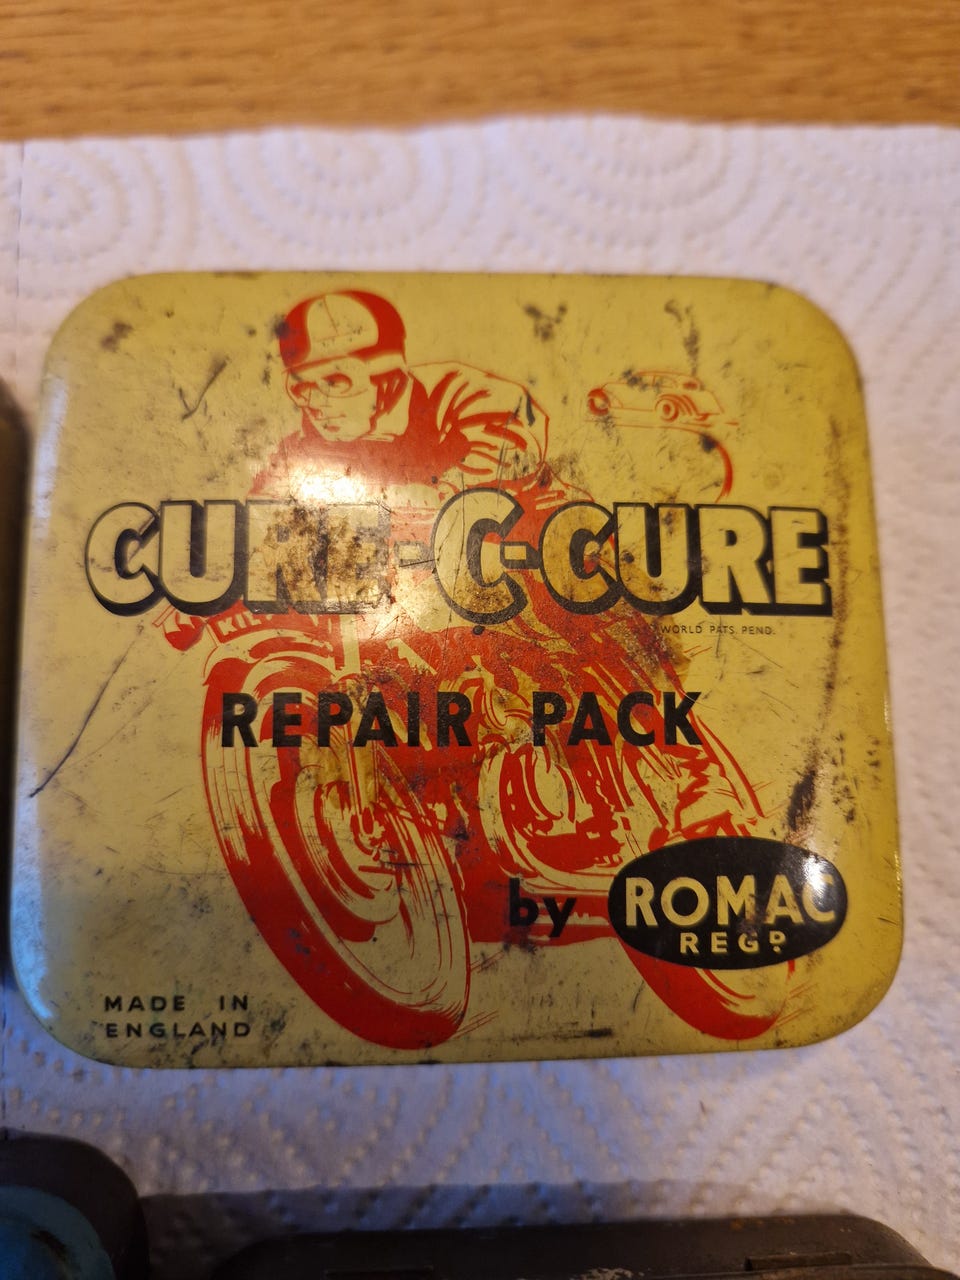 CURE-C-CURE
WORLD PATS. PEND.
REPAIR PACK
by ROMAC
REGD
MADE IN
ENGLAND